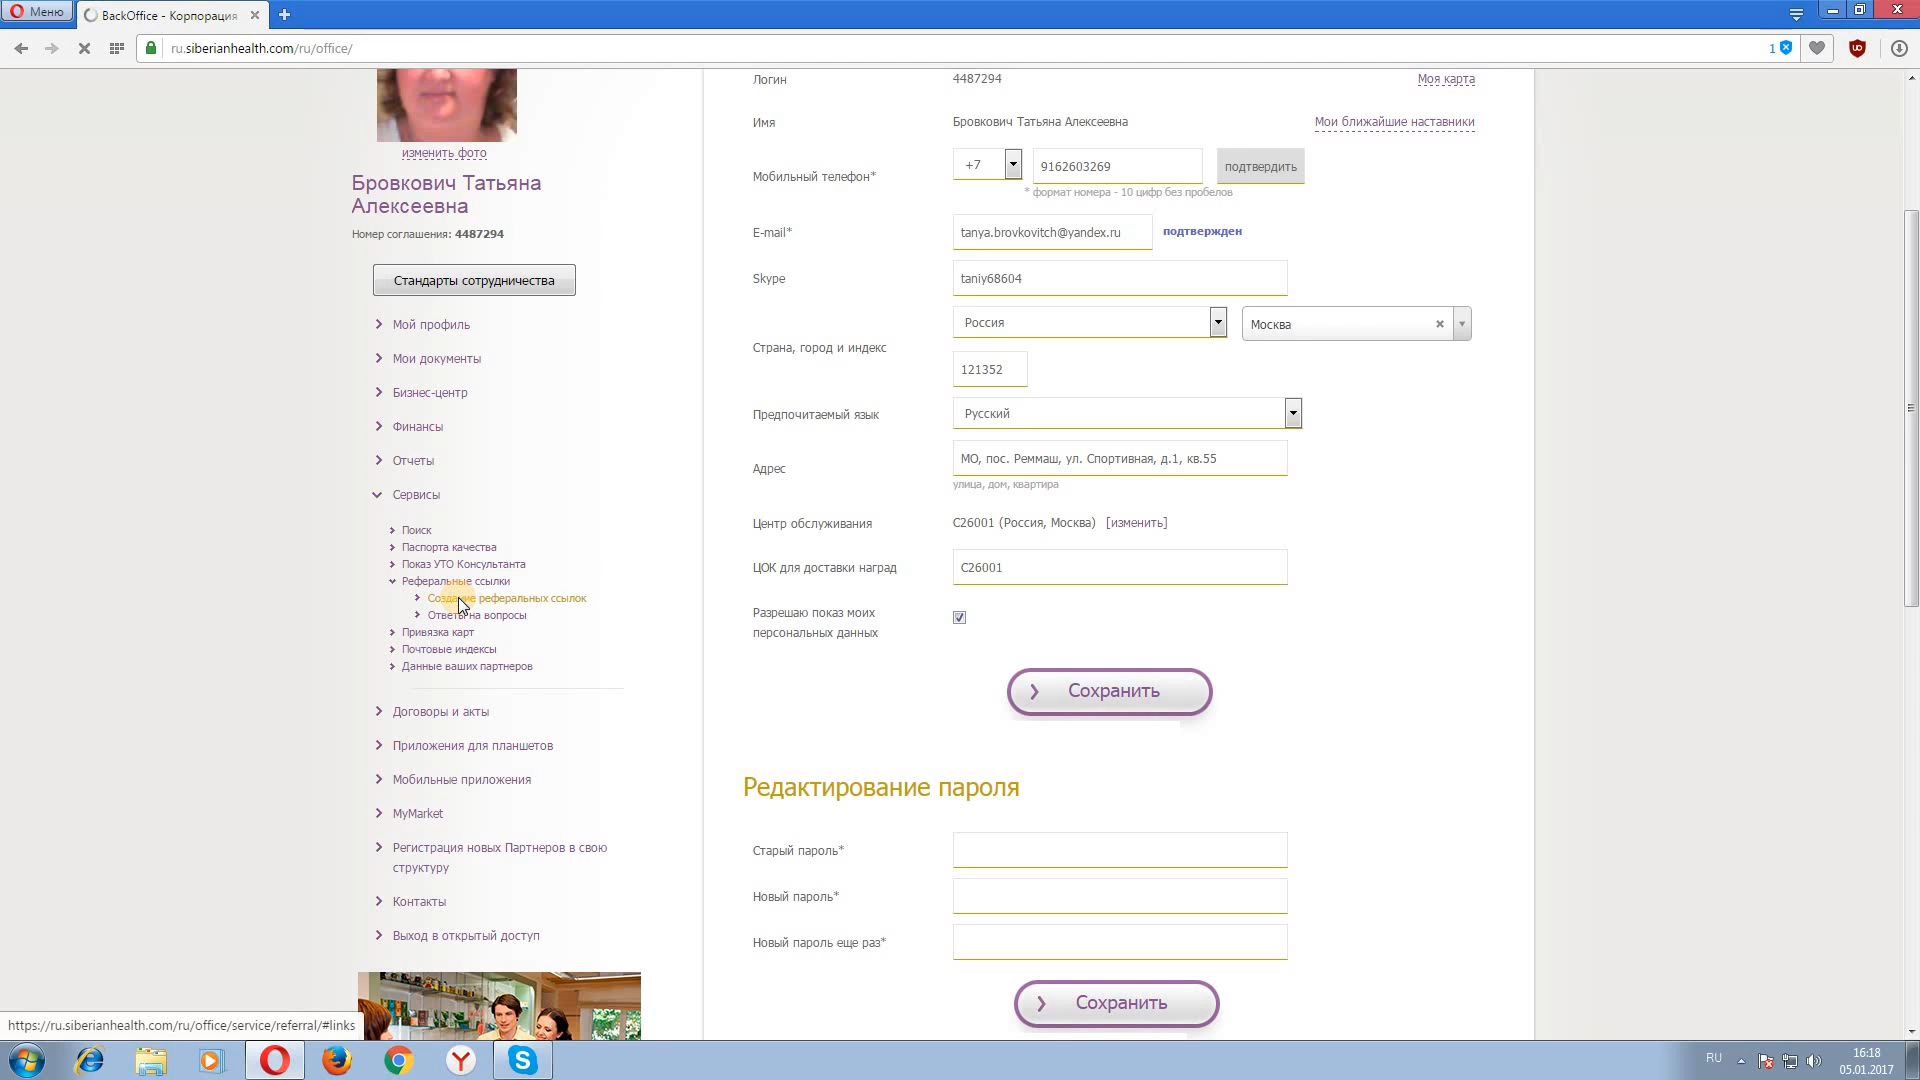 Меню
BackOffice - Корпорация
ru.siberianhealth.com/ru/office/
1
изменить фото
Бровкович Татьяна
Алексеевна
Номер соглашения: 4487294
Стандарты сотрудничества
Мой профиль
Мои документы
Бизнес-центр
Финансы
Отчеты
Сервисы
Поиск
Паспорта качества
Показ УТО Консультанта
Реферальные ссылки
Создание реферальных ссылок
Ответы на вопросы
Привязка карт
Почтовые индексы
Данные ваших партнеров
Договоры и акты
Приложения для планшетов
Мобильные приложения
MyMarket
Регистрация новых Партнеров в свою
структуру
Контакты
Выход в открытый доступ
Логин 4487294 Моя карта
Имя Бровкович Татьяна Алексеевна Мои ближайшие наставники
Мобильный телефон* +7 9162603269 подтвердить
* формат номера - 10 цифр без пробелов
E-mail* tanya.brovkovitch@yandex.ru подтвержден
Skype taniy68604
Россия Москва
Страна, город и индекс
121352
Предпочитаемый язык Русский
Адрес МО, пос. Реммаш, ул. Спортивная, д.1, кв.55
улица, дом, квартира
Центр обслуживания С26001 (Россия, Москва) [изменить]
ЦОК для доставки наград С26001
Разрешаю показ моих
персональных данных
Сохранить
Редактирование пароля
Старый пароль*
Новый пароль*
Новый пароль еще раз*
Сохранить
https://ru.siberianhealth.com/ru/office/service/referral/#links
RU
16:18
05.01.2017